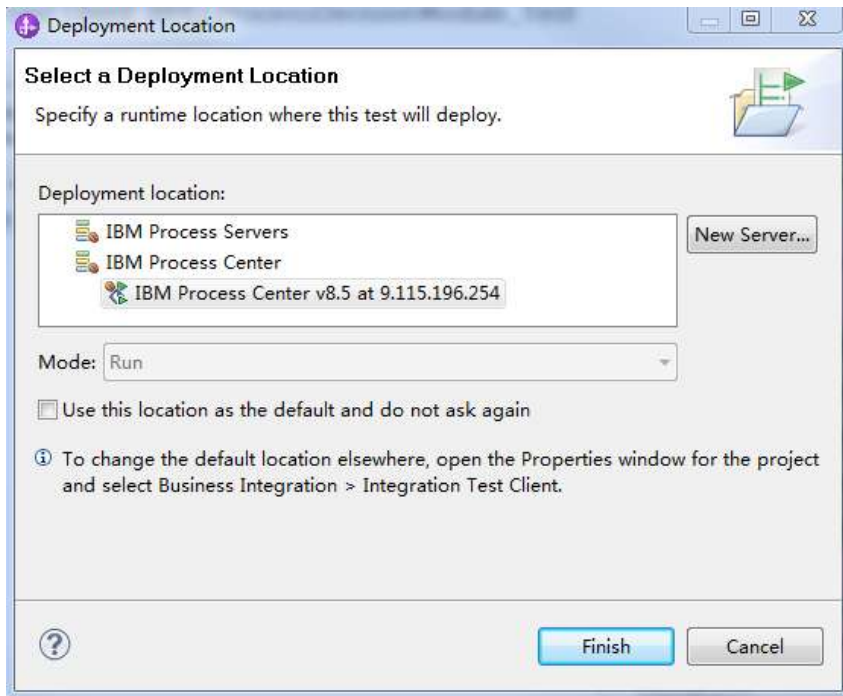 Deployment Location
Select a Deployment Location
Specify a runtime location where this test will deploy.
Deployment location:
IBM Process Servers
New Server...
IBM Process Center
IBM Process Center v8.5 at 9.115.196.254
Mode: Run
Use this location as the default and do not ask again
To change the default location elsewhere, open the Properties window for the project
and select Business Integration > Integration Test Client.
Finish
Cancel